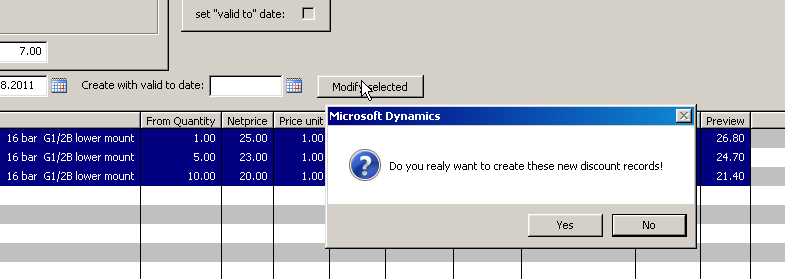 set "valid to" date:
7.00
8.2011 Create with valid to date: Modify selected
From Quantity Netprice Price unit Preview
Microsoft Dynamics
16 bar G1/2B lower mount 1.00 25.00 1.00 26.80
16 bar G1/2B lower mount 5.00 23.00 1.00 24.70
16 bar G1/2B lower mount 10.00 20.00 1.00 21.40
Do you realy want to create these new discount records!
Yes No